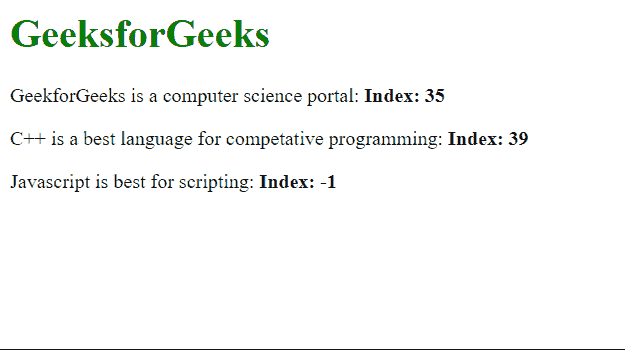 GeeksforGeeks
GeekforGeeks is a computer science portal: Index: 35
C++ is a best language for competative programming: Index: 39
Javascript is best for scripting: Index: -1